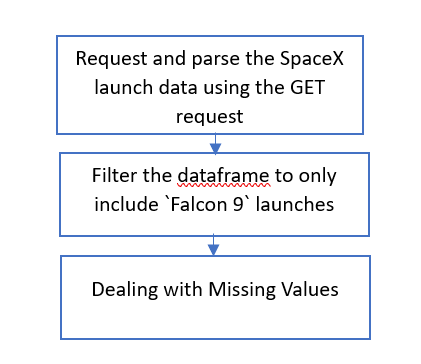 Request and parse the SpaceX
launch data using the GET
request
Filter the dataframe to only
include `Falcon 9` launches
Dealing with Missing Values